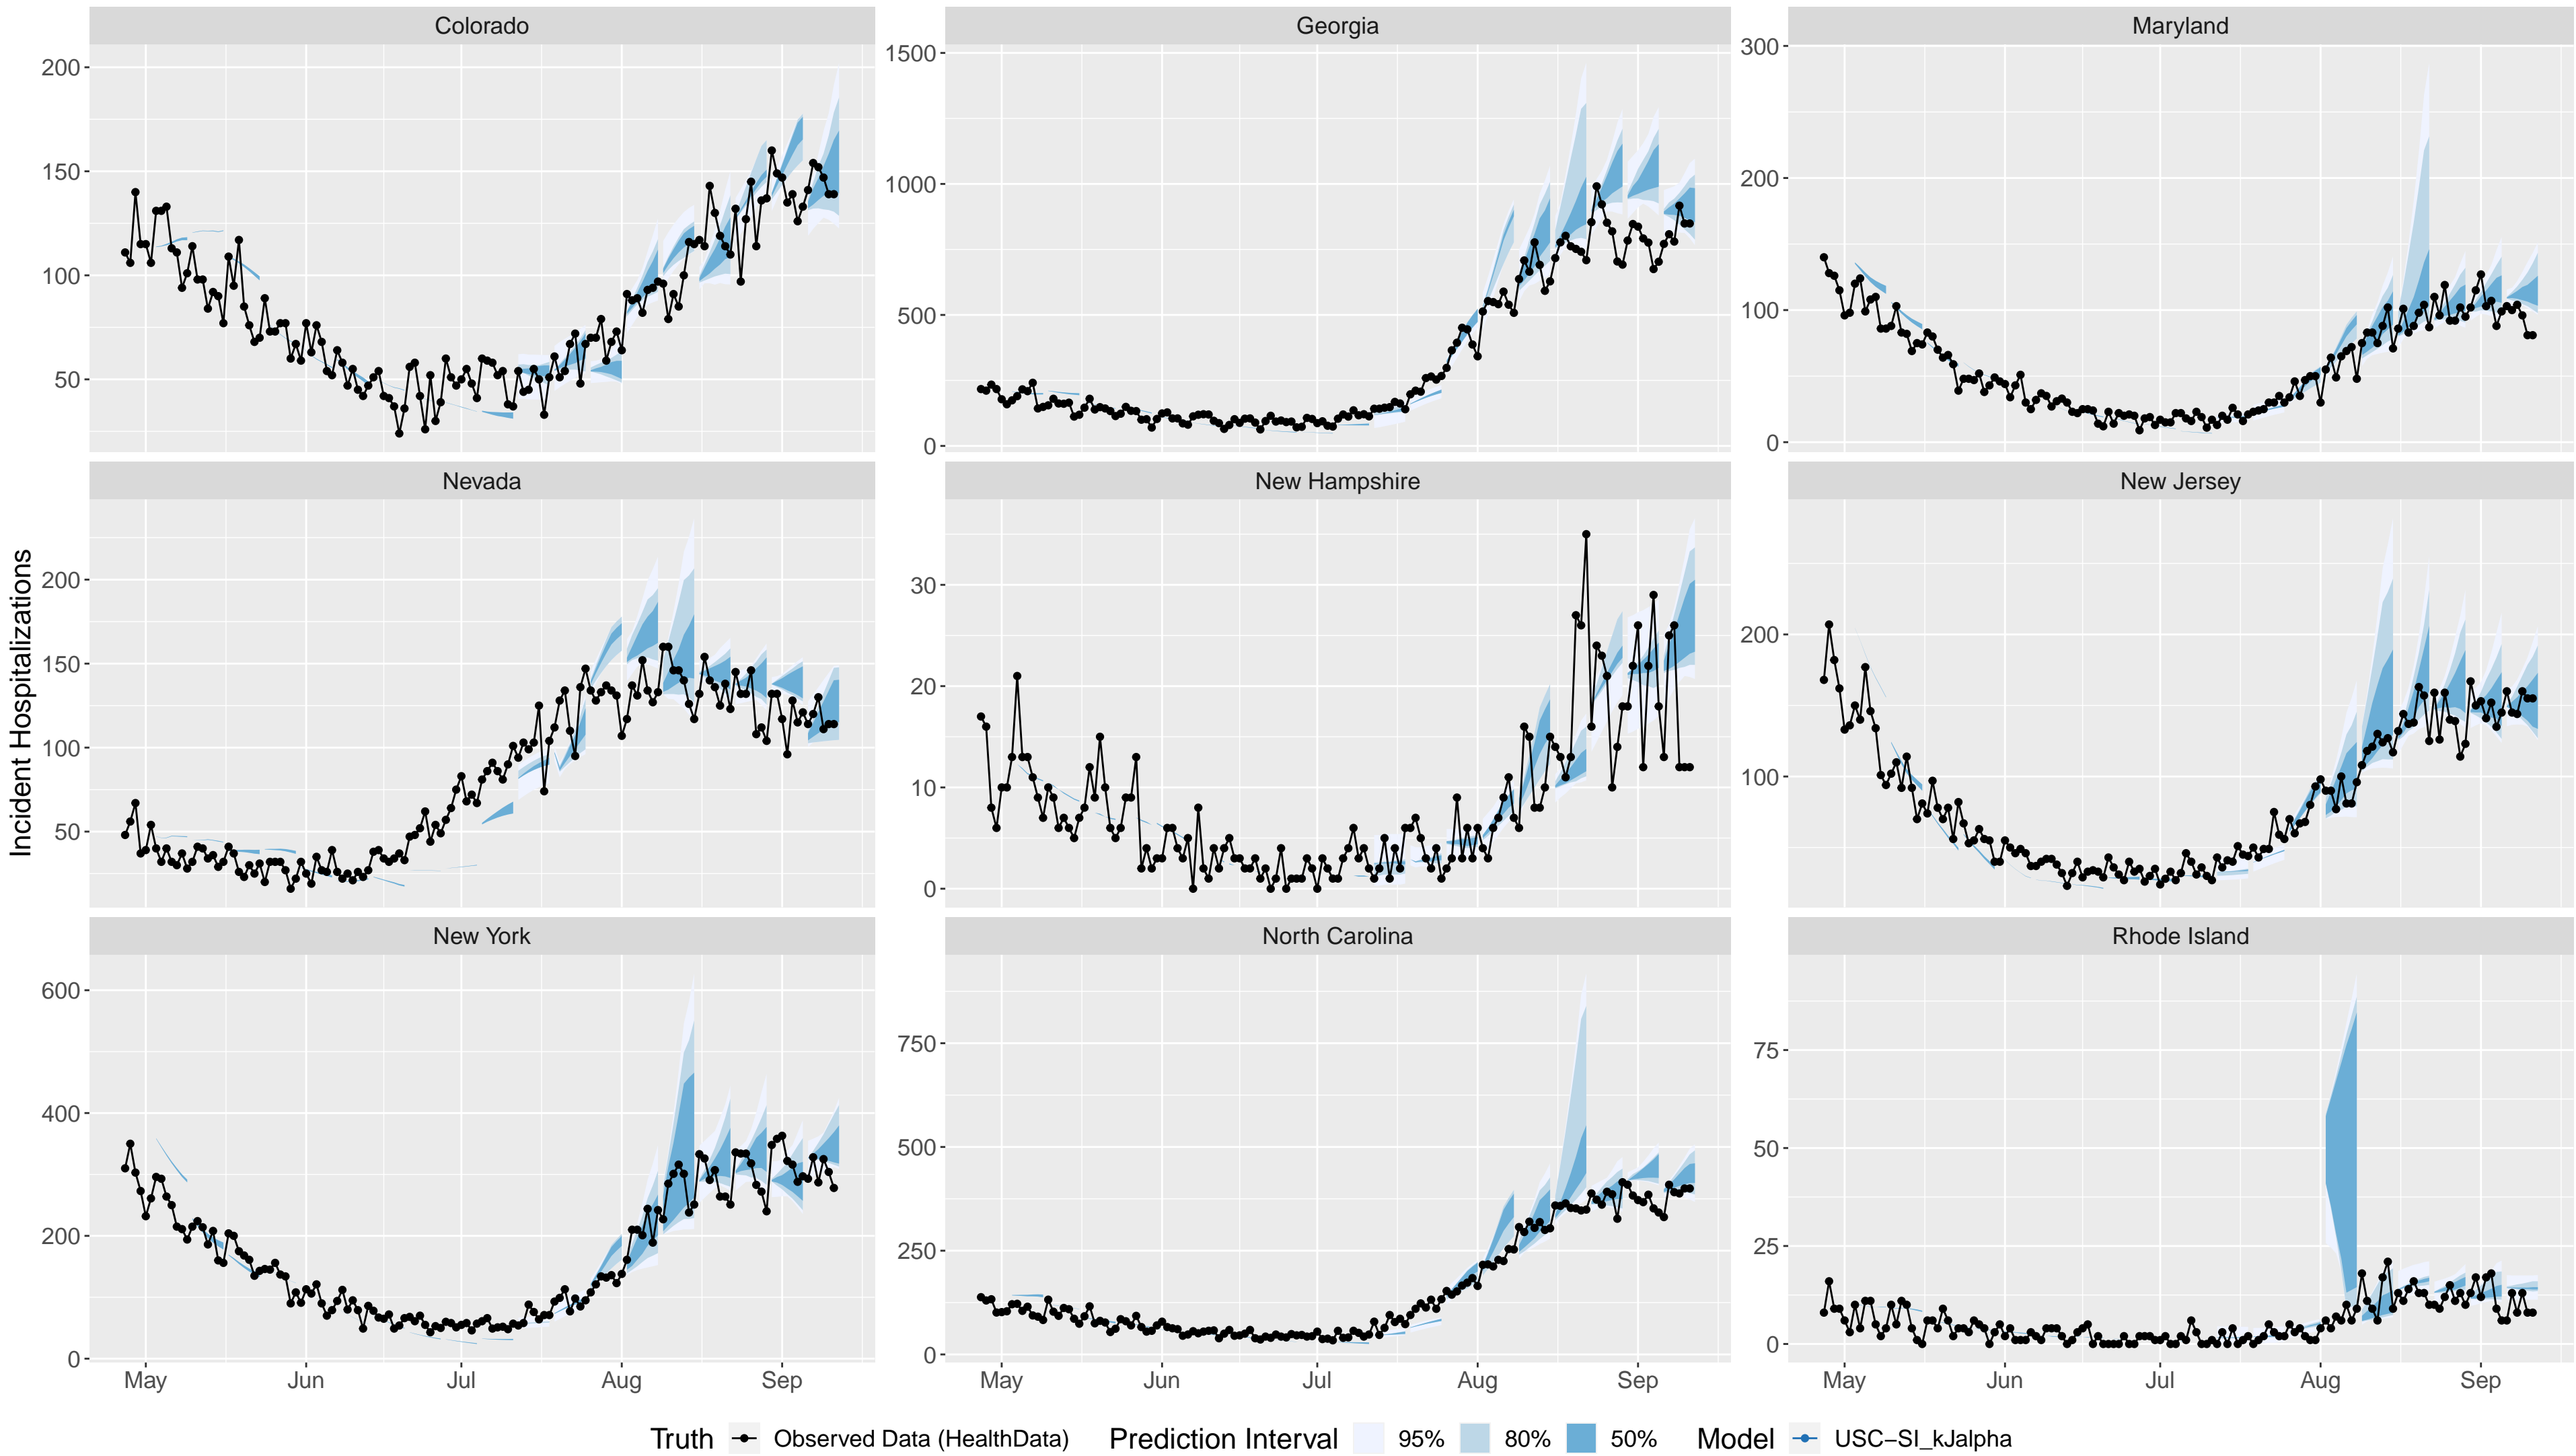 Colorado
Georgia
Maryland
200
150
100
50
1500
1000
500
0
300
200
100
0
Nevada
New Hampshire
New Jersey
200
150
100
50
30
20
10
0
200
100
Incident Hospitalizations
New York
North Carolina
Rhode Island
600
400
200
0
750
500
250
0
75
50
25
0
May Jun Jul Aug Sep
May Jun Jul Aug Sep
May Jun Jul Aug Sep
Truth Observed Data (HealthData) Prediction Interval 95% 80% 50% Model USC−SI_kJalpha